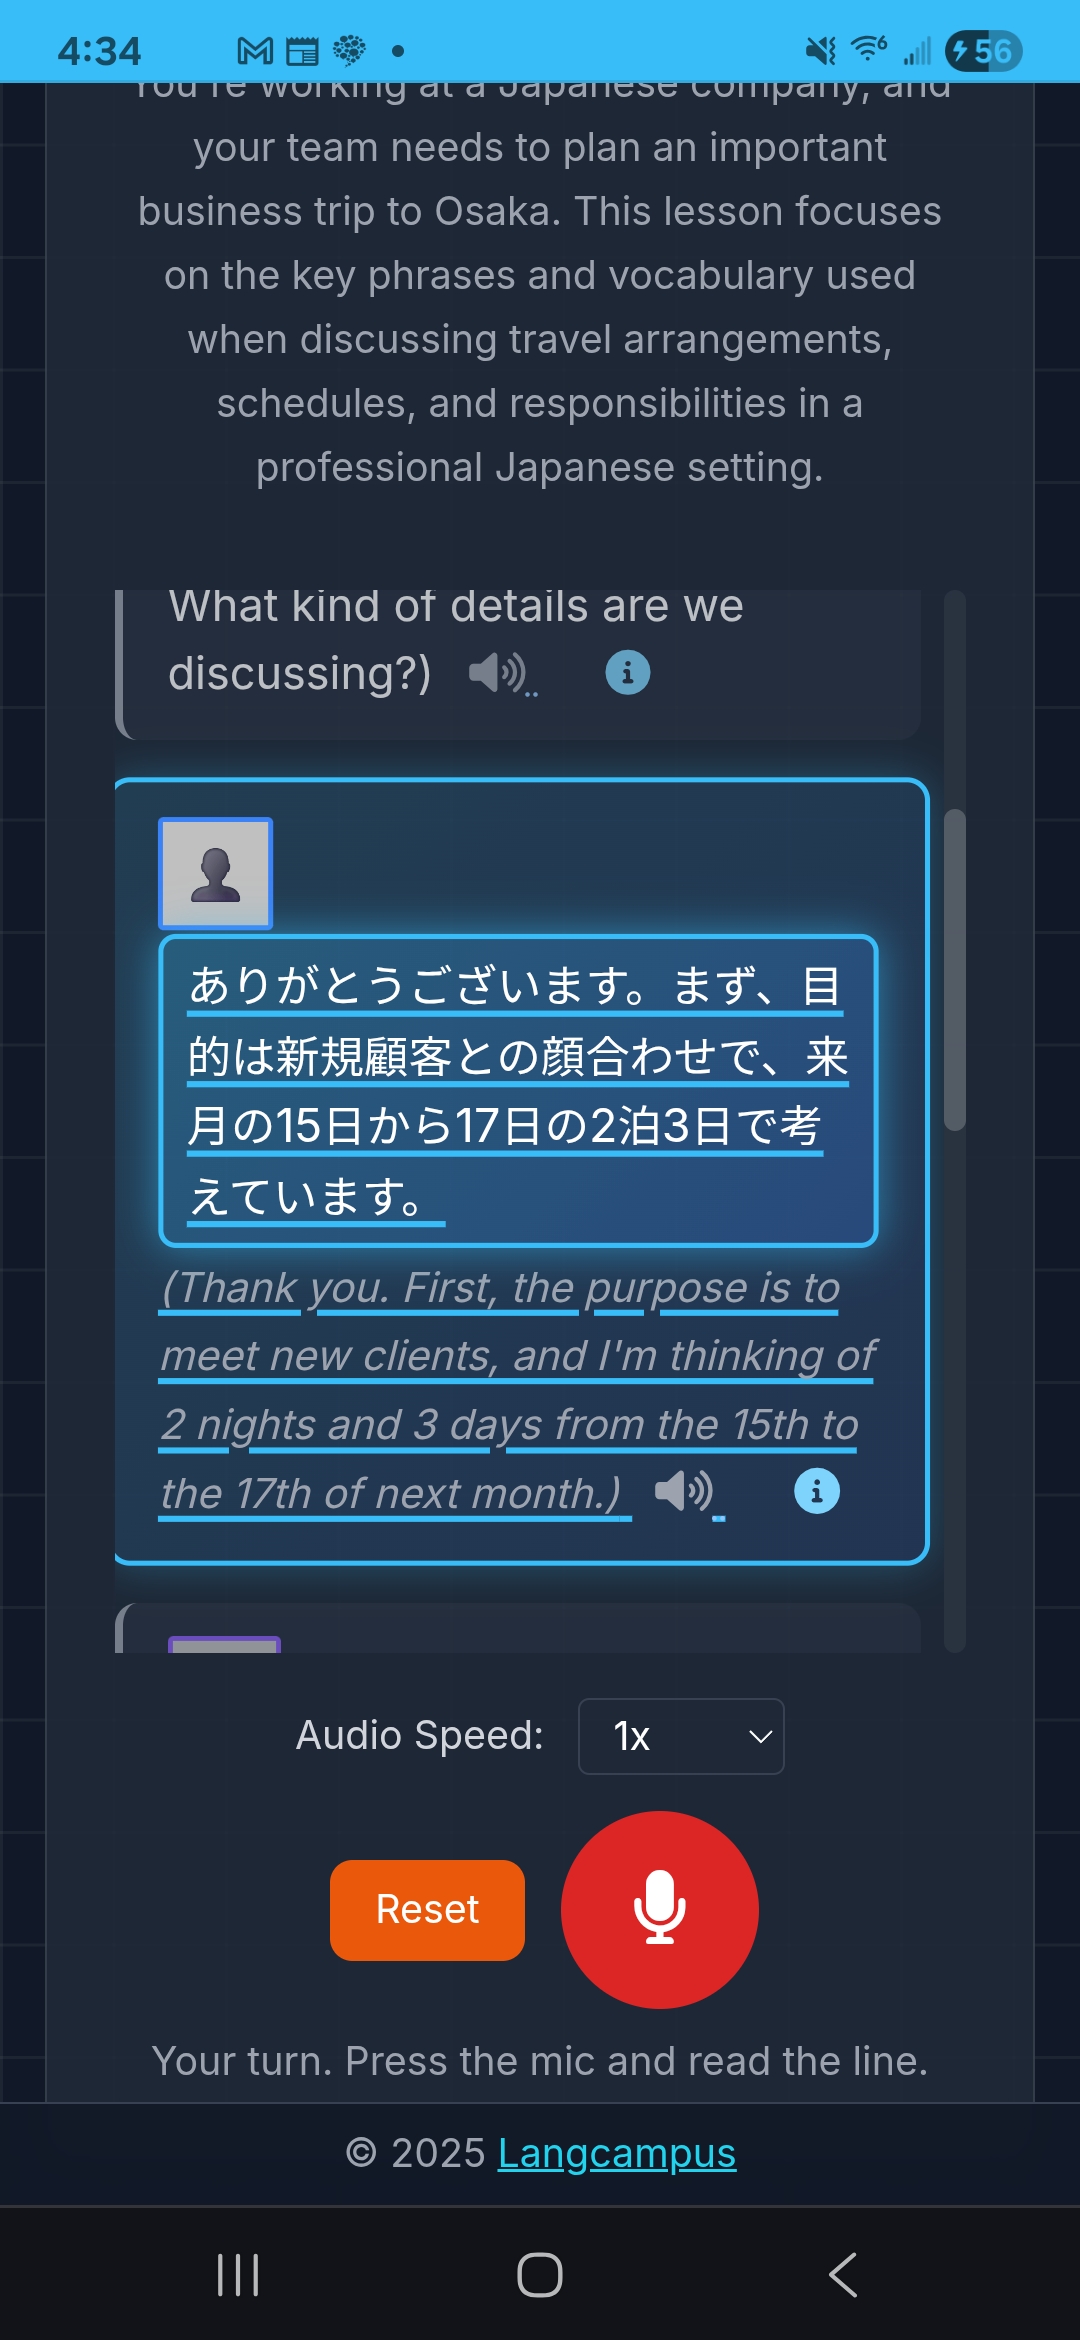 4:34
56
You're working at a Japanese company, and
your team needs to plan an important
business trip to Osaka. This lesson focuses
on the key phrases and vocabulary used
when discussing travel arrangements,
schedules, and responsibilities in a
professional Japanese setting.
What kind of details are we
discussing?)
ありがとうございます。まず、目
的は新規顧客との顔合わせで、来
月の15日から17日の2泊3日で考
えています。
(Thank you. First, the purpose is to
meet new clients, and I'm thinking of
2 nights and 3 days from the 15th to
the 17th of next month.)
Audio Speed: 1x
Reset
Your turn. Press the mic and read the line.
© 2025 Langcampus